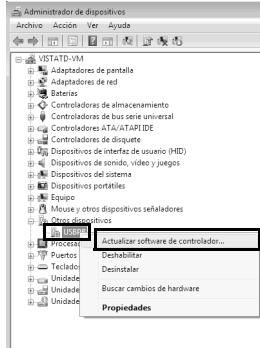 Administrador de dispositivos
Archivo Acción Ver Ayuda
VISTATD-VM
Adaptadores de pantalla
Adaptadores de red
Baterías
Controladoras de almacenamiento
Controladoras de bus serie universal
Controladores ATA/ATAPI IDE
Controladoras de disquete
Dispositivos de interfaz de usuario (HID)
Dispositivos de sonido, vídeo y juegos
Dispositivos del sistema
Dispositivos portátiles
Equipo
Mouse y otros dispositivos señaladores
Otros dispositivos
Actualizar software de controlador...
Procesa
Deshabilitar
Puertos
Desinstalar
Teclados
Unidade
Buscar cambios de hardware
Unidade
Unidade
Propiedades